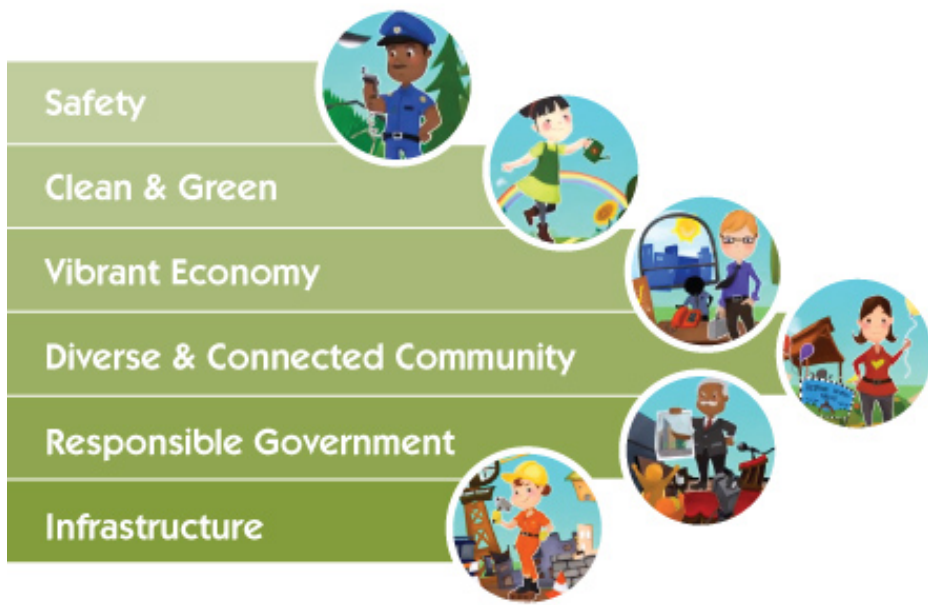 Safety
Clean & Green
Vibrant Economy
Diverse & Connected Community
Responsible Government
Infrastructure